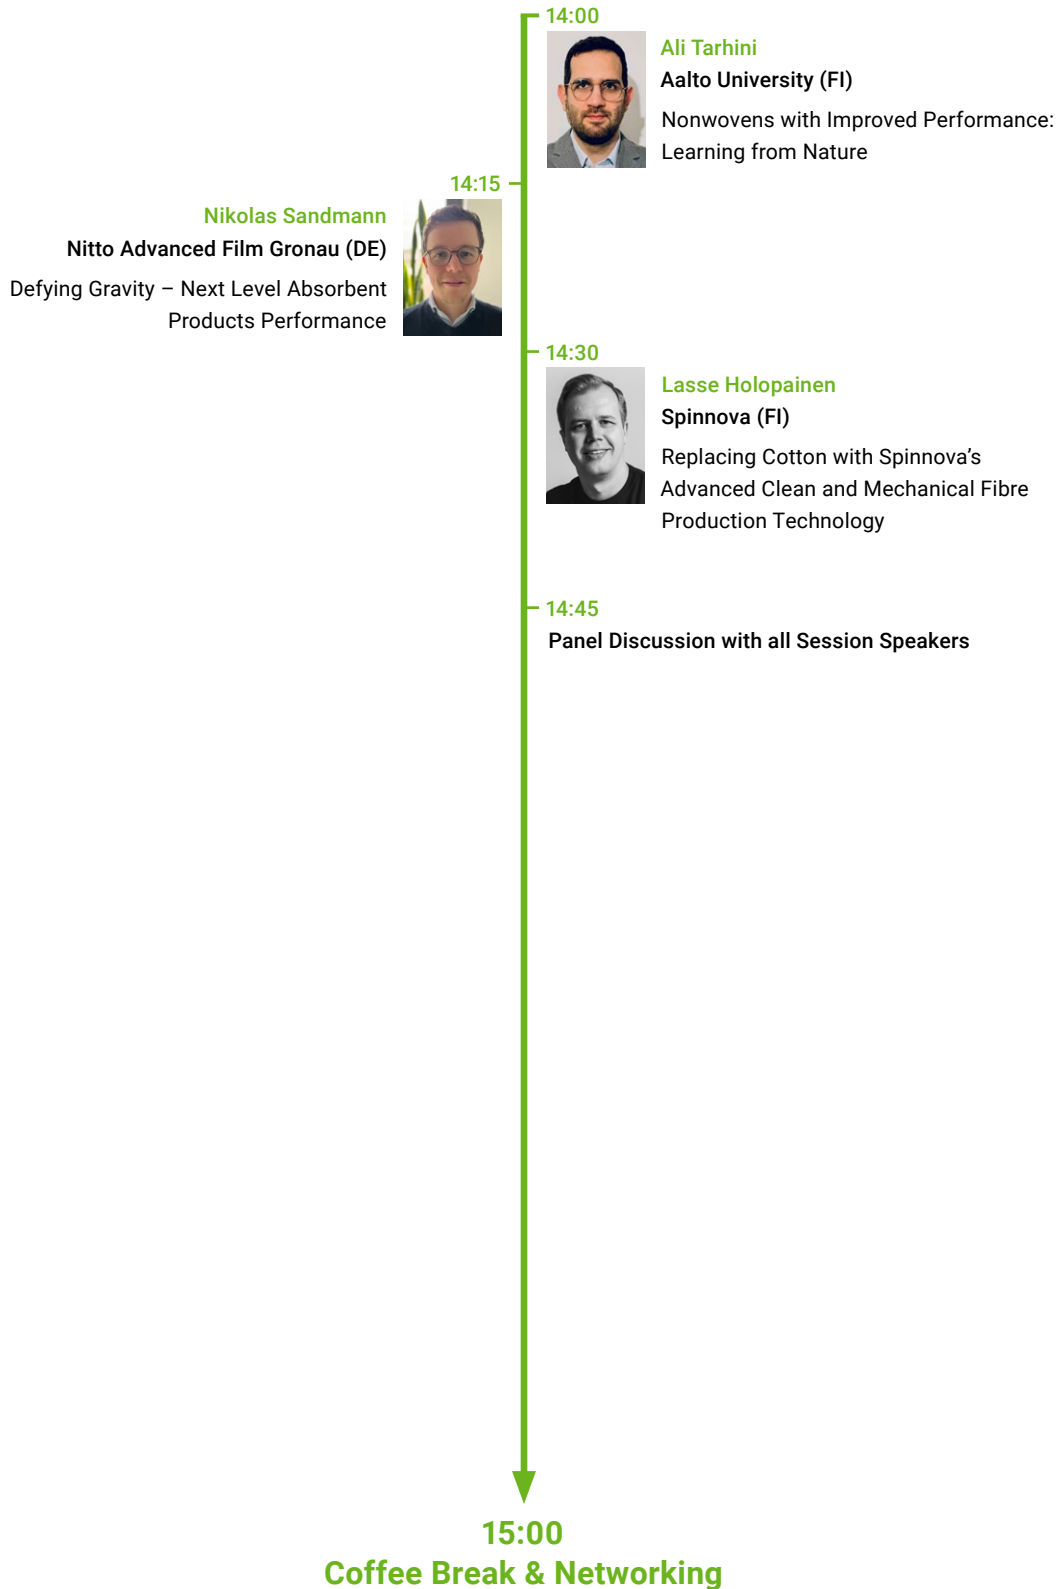 14:00
Ali Tarhini
Aalto University (FI)
Nonwovens with Improved Performance:
Learning from Nature
14:15
Nikolas Sandmann
Nitto Advanced Film Gronau (DE)
Defying Gravity – Next Level Absorbent
Products Performance
14:30
Lasse Holopainen
Spinnova (FI)
Replacing Cotton with Spinnova’s
Advanced Clean and Mechanical Fibre
Production Technology
14:45
Panel Discussion with all Session Speakers
15:00
Coffee Break & Networking